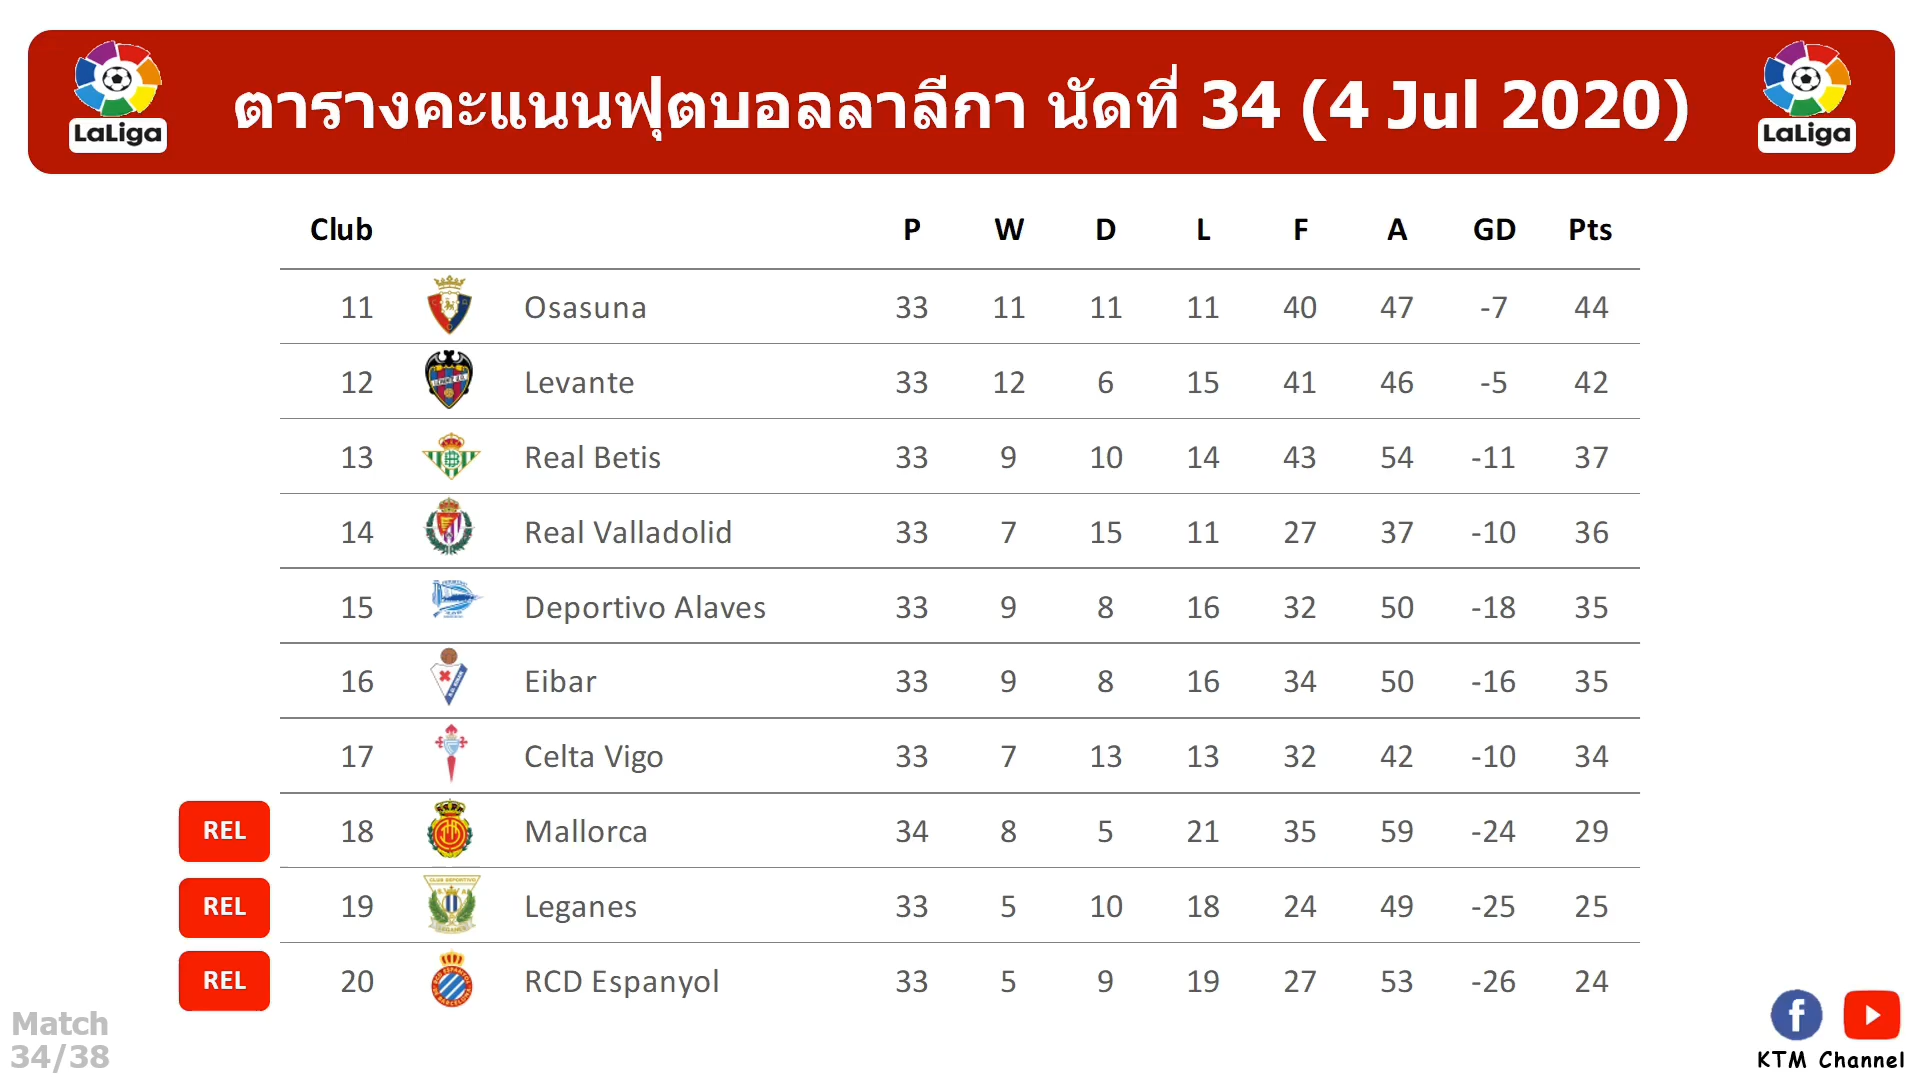 LaLiga
ตารางคะแนนฟุตบอลลาลีกา นัดที่ 34 (4 Jul 2020)
LaLiga
Club P W D L F A GD Pts
11 Osasuna 33 11 11 11 40 47 -7 44
12 Levante 33 12 6 15 41 46 -5 42
13 Real Betis 33 9 10 14 43 54 -11 37
14 Real Valladolid 33 7 15 11 27 37 -10 36
15 Deportivo Alaves 33 9 8 16 32 50 -18 35
16 Eibar 33 9 8 16 34 50 -16 35
17 Celta Vigo 33 7 13 13 32 42 -10 34
REL 18 Mallorca 34 8 5 21 35 59 -24 29
REL 19 Leganes 33 5 10 18 24 49 -25 25
REL 20 RCD Espanyol 33 5 9 19 27 53 -26 24
Match
34/38
KTM Channel